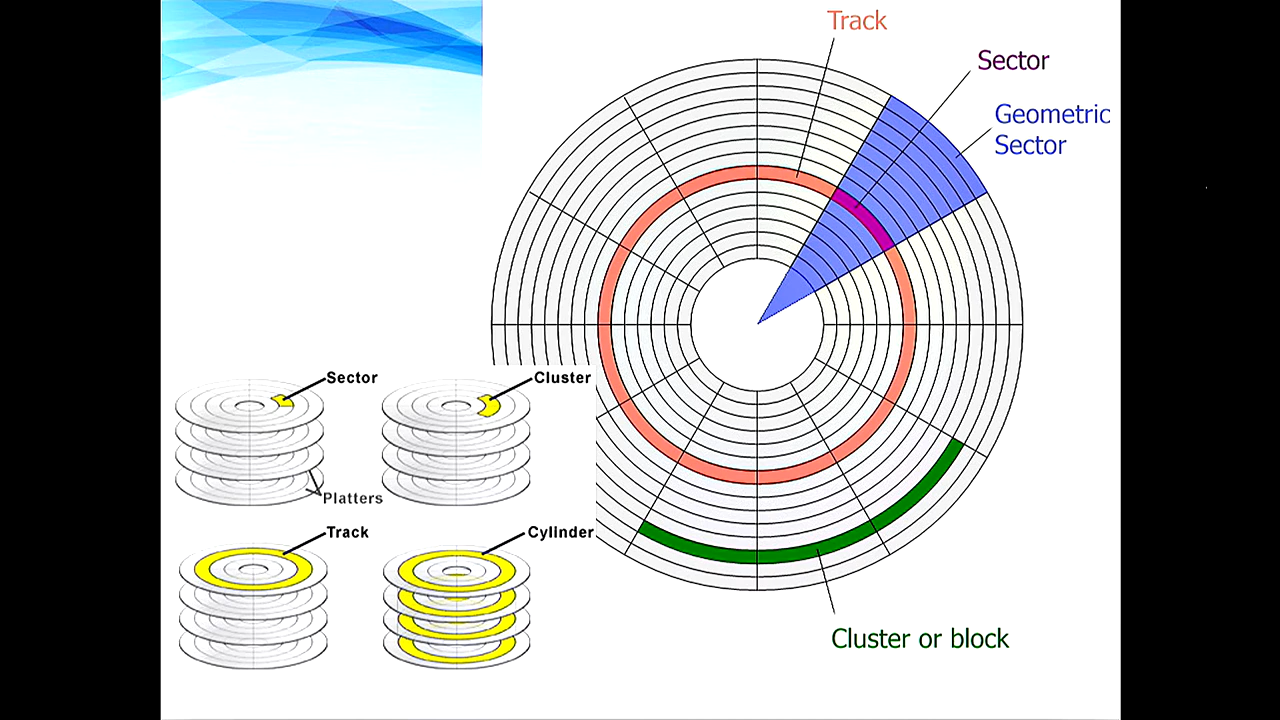 Track
Sector
Geometric
Sector
Sector
Cluster
Platters
Track
Cylinder
Cluster or block